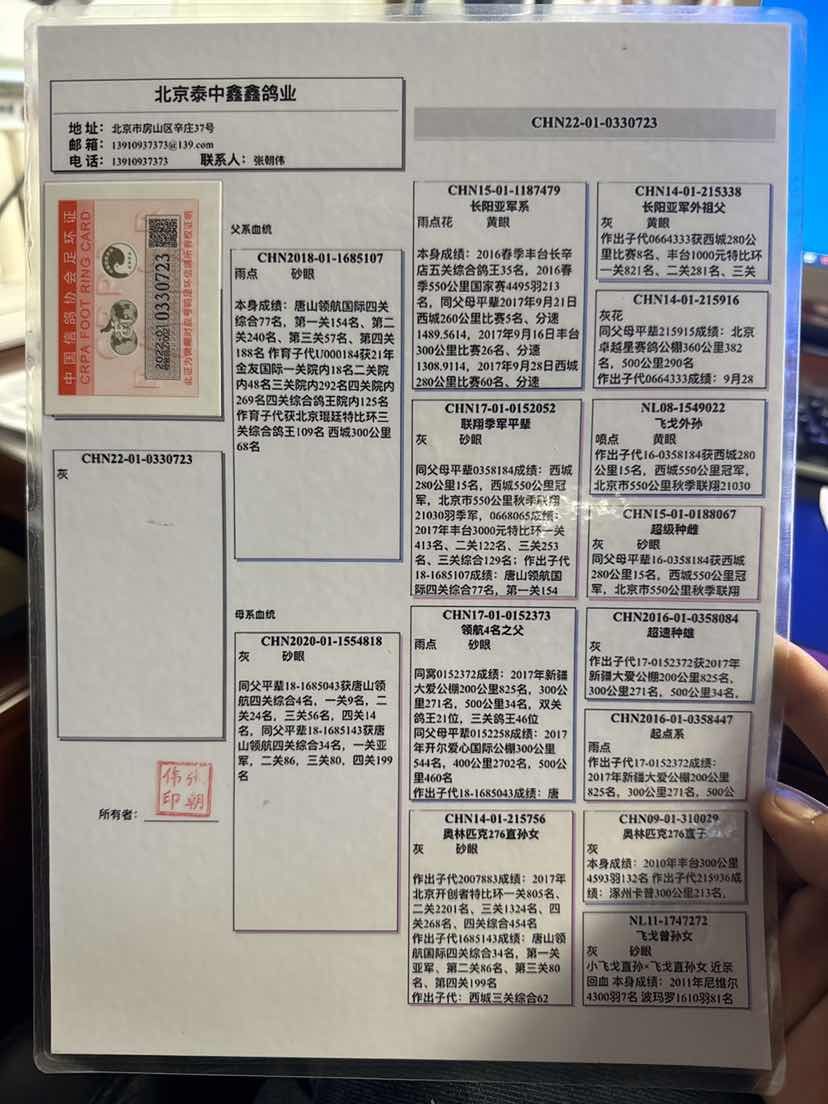 北京泰中鑫鑫鸽业
地 址： 北京市房山区辛庄37号
邮 箱： 13910937373@139.com
电 话： 13910937373 联系人： 张朝伟
CHN22-01-0330723
中国信鸽协会足环证
CRPA FOOT RING CARD
2022-01-0330723
父系血统
CHN2018-01-1685107
雨点 砂眼
本身成绩：唐山领航国际四关
综合77名，第一关154名、第二
关240名、第三关57名、第四关
188名 作育子代U000184获21年
金友国际一关院内18名二关院
内48名三关院内292名四关院内
269名四关综合鸽王院内125名
作育子代获北京琨廷特比环三
关综合鸽王109名 西城300公里
68名
CHN22-01-0330723
灰
所有者：
张朝
伟印
母系血统
CHN2020-01-1554818
灰 砂眼
同父平辈18-1685043获唐山领
航四关综合4名，一关9名，二
关24名，三关56名，四关14
名，同父平辈18-1685143获唐
山领航四关综合34名，一关亚
军，二关86，三关80，四关199
名
CHN15-01-1187479
长阳亚军系
雨点花 黄眼
本身成绩：2016春季丰台长辛
店五关综合鸽王35名，2016春
季550公里国家赛4495羽213
名，同父母平辈2017年9月21日
西城260公里比赛5名、分速
1489.5614，2017年9月16日丰台
300公里比赛26名、分速
1308.9114，2017年9月28日西城
280公里比赛60名、分速
CHN17-01-0152052
联翔季军平辈
灰 砂眼
同父母平辈0358184成绩：西城
280公里15名，西城550公里冠
军，北京市550公里秋季联翔
21030羽季军，0668065成绩：
2017年丰台3000元特比环一关
413名、二关122名、三关253
名、三关综合129名；作出子代
18-1685107成绩：唐山领航国
际四关综合77名，第一关154
CHN17-01-0152373
领航4名之父
雨点 砂眼
同窝0152372成绩：2017年新疆
大爱公棚200公里825名，300公
里271名，500公里34名，双关
鸽王21位，三关鸽王46位
同父母平辈0152258成绩：2017
年开尔爱心国际公棚300公里
544名，400公里2702名，500公
里460名
作出子代18-1685043成绩：唐
CHN14-01-215756
奥林匹克276直孙女
灰 砂眼
作出子代2007883成绩：2017年
北京开创者特比环一关805名、
二关2201名、三关1324名、四
关268名、四关综合454名
作出子代1685143成绩：唐山领
航国际四关综合34名，第一关
亚军、第二关86名、第三关80
名、第四关199名
作出子代：西城三关综合62
CHN14-01-215338
长阳亚军外祖父
灰 黄眼
作出子代0664333获西城280公
里比赛8名、丰台1000元特比环
一关821名、二关281名、三关
CHN14-01-215916
灰花
同父母平辈215915成绩：北京
卓越星赛鸽公棚360公里382
名，500公里290名
作出子代0664333成绩：9月28
NL08-1549022
飞戈外孙
喷点 黄眼
作出子代16-0358184获西城280
公里15名，西城550公里冠军，
北京市550公里秋季联翔21030
CHN15-01-0188067
超级种雌
灰 砂眼
同父母平辈16-0358184获西城
280公里15名，西城550公里冠
军，北京市550公里秋季联翔
CHN2016-01-0358084
超速种雄
灰
作出子代17-0152372获2017年
新疆大爱公棚200公里825名，
300公里271名，500公里34名，
CHN2016-01-0358447
起点系
雨点
作出子代17-0152372成绩：
2017年新疆大爱公棚200公里
825名，300公里271名，500公
CHN09-01-310029
奥林匹克276直子
灰
本身成绩：2010年丰台300公里
4593羽132名 作出子代215936成
绩：涿州卡普300公里213名，
NL11-1747272
飞戈曾孙女
灰 砂眼
小飞戈直孙×飞戈直孙女 近亲
回血 本身成绩：2011年尼维尔
4300羽7名 波玛罗1610羽81名